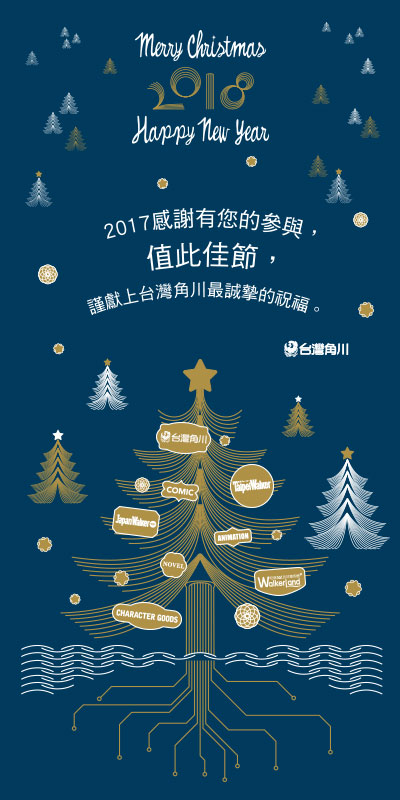 Merry Christmas
2018
Happy New Year
2017感謝有您的參與，
值此佳節，
謹獻上台灣角川最誠摯的祝福。
台灣角川
台灣角川
COMIC
TaipeiWalker
JapanWalker
ANIMATION
NOVEL
Walkerland
CHARACTER GOODS